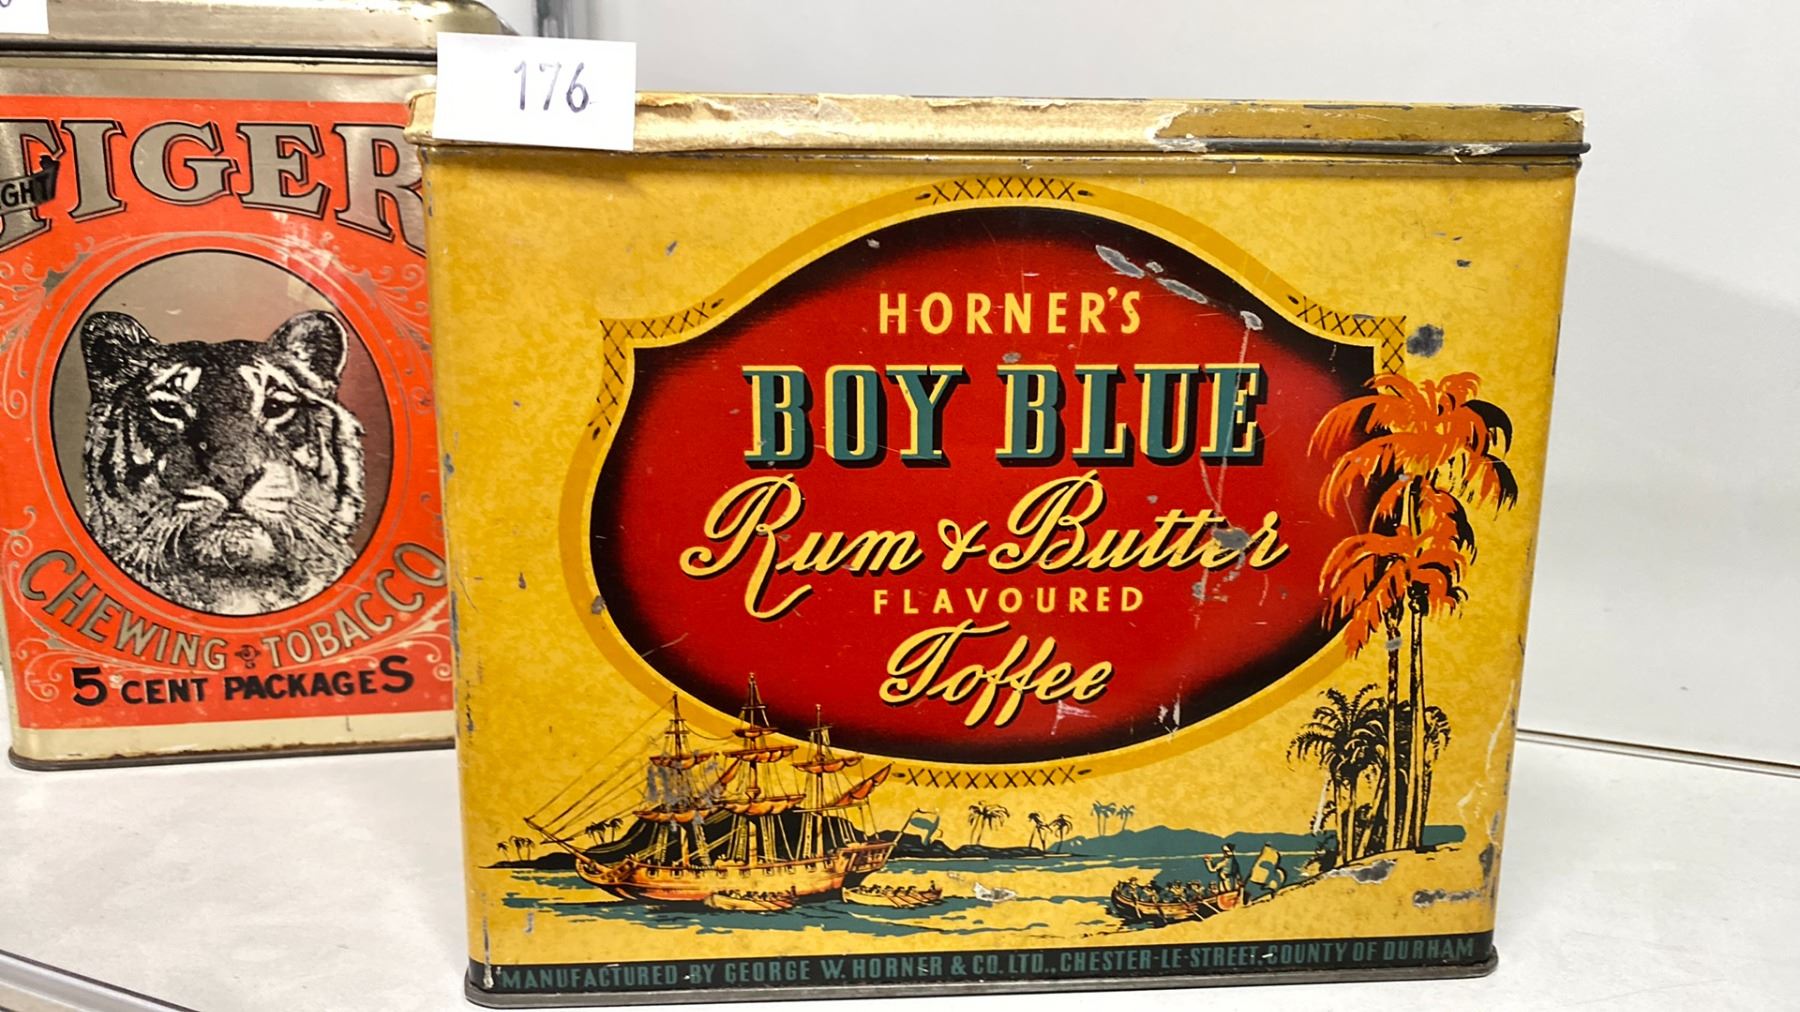 176
TIGER
CHEWING TOBACCO
5 CENT PACKAGES
HORNER'S
BOY BLUE
Rum & Butter
FLAVOURED
Toffee
MANUFACTURED BY GEORGE W. HORNER & CO. LTD., CHESTER-LE-STREET. COUNTY OF DURHAM